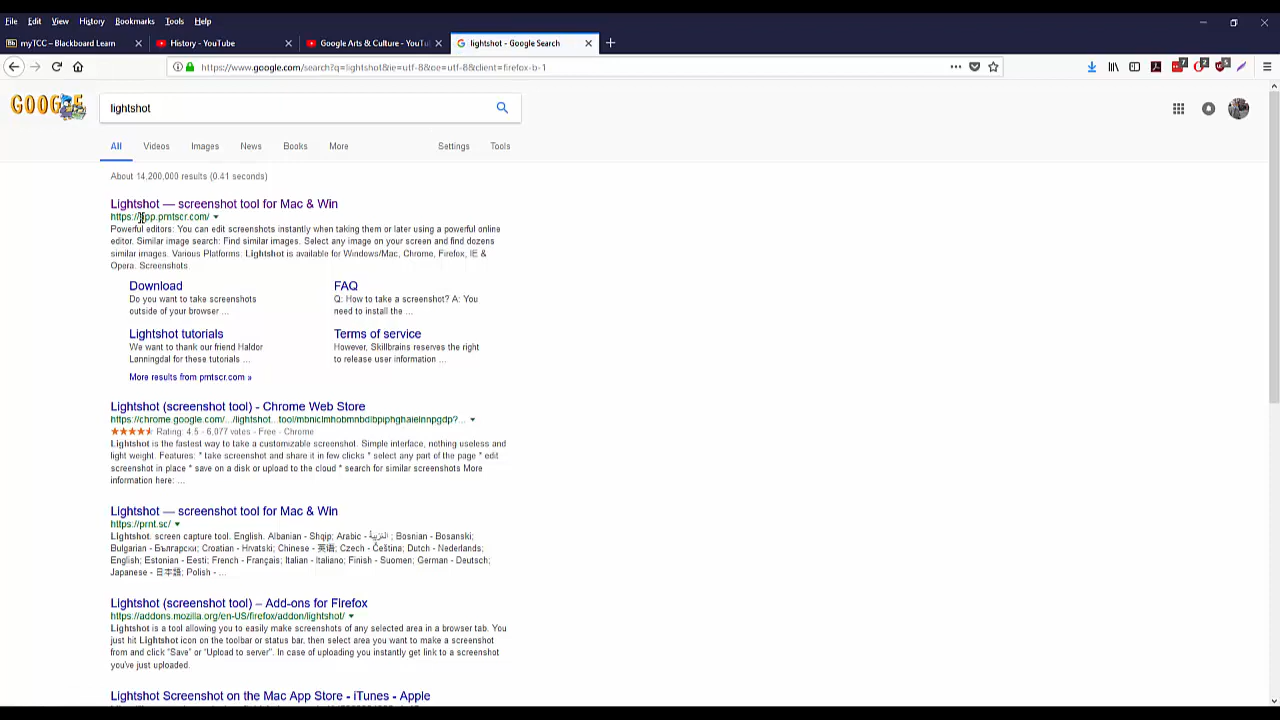 File Edit View History Bookmarks Tools Help
myTCC – Blackboard Learn History - YouTube Google Arts & Culture - YouTu lightshot - Google Search
https://www.google.com/search?q=lightshot&ie=utf-8&oe=utf-8&client=firefox-b-1
lightshot
All Videos Images News Books More Settings Tools
About 14,200,000 results (0.41 seconds)
Lightshot — screenshot tool for Mac & Win
https://app.prntscr.com/
Powerful editors: You can edit screenshots instantly when taking them or later using a powerful online
editor. Similar image search: Find similar images. Select any image on your screen and find dozens
similar images. Various Platforms. Lightshot is available for Windows/Mac, Chrome, Firefox, IE &
Opera. Screenshots.
Download FAQ
Do you want to take screenshots Q: How to take a screenshot? A: You
outside of your browser ... need to install the ...
Lightshot tutorials Terms of service
We want to thank our friend Haldor However, Skillbrains reserves the right
Lønningdal for these tutorials ... to release user information ...
More results from prntscr.com »
Lightshot (screenshot tool) - Chrome Web Store
https://chrome.google.com/.../lightshot...tool/mbniclmhobmnbdlbpiphghaielnnpgdp?...
Rating: 4.5 - 6,077 votes - Free - Chrome
Lightshot is the fastest way to take a customizable screenshot. Simple interface, nothing useless and
light weight. Features: * take screenshot and share it in few clicks * select any part of the page * edit
screenshot in place * save on a disk or upload to the cloud * search for similar screenshots More
information here: ...
Lightshot — screenshot tool for Mac & Win
https://prnt.sc/
Lightshot. screen capture tool. English. Albanian - Shqip; Arabic - العَرَبِيةُ ; Bosnian - Bosanski;
Bulgarian - Български; Croatian - Hrvatski; Chinese - 英语; Czech - Čeština; Dutch - Nederlands;
English; Estonian - Eesti; French - Français; Italian - Italiano; Finish - Suomen; German - Deutsch;
Japanese - 日本語; Polish - ...
Lightshot (screenshot tool) – Add-ons for Firefox
https://addons.mozilla.org/en-US/firefox/addon/lightshot/
Lightshot is a tool allowing you to easily make screenshots of any selected area in a browser tab. You
just hit Lightshot icon on the toolbar or status bar, then select area you want to make a screenshot
from and click "Save" or "Upload to server". In case of uploading you instantly get link to a screenshot
you've just uploaded.
Lightshot Screenshot on the Mac App Store - iTunes - Apple